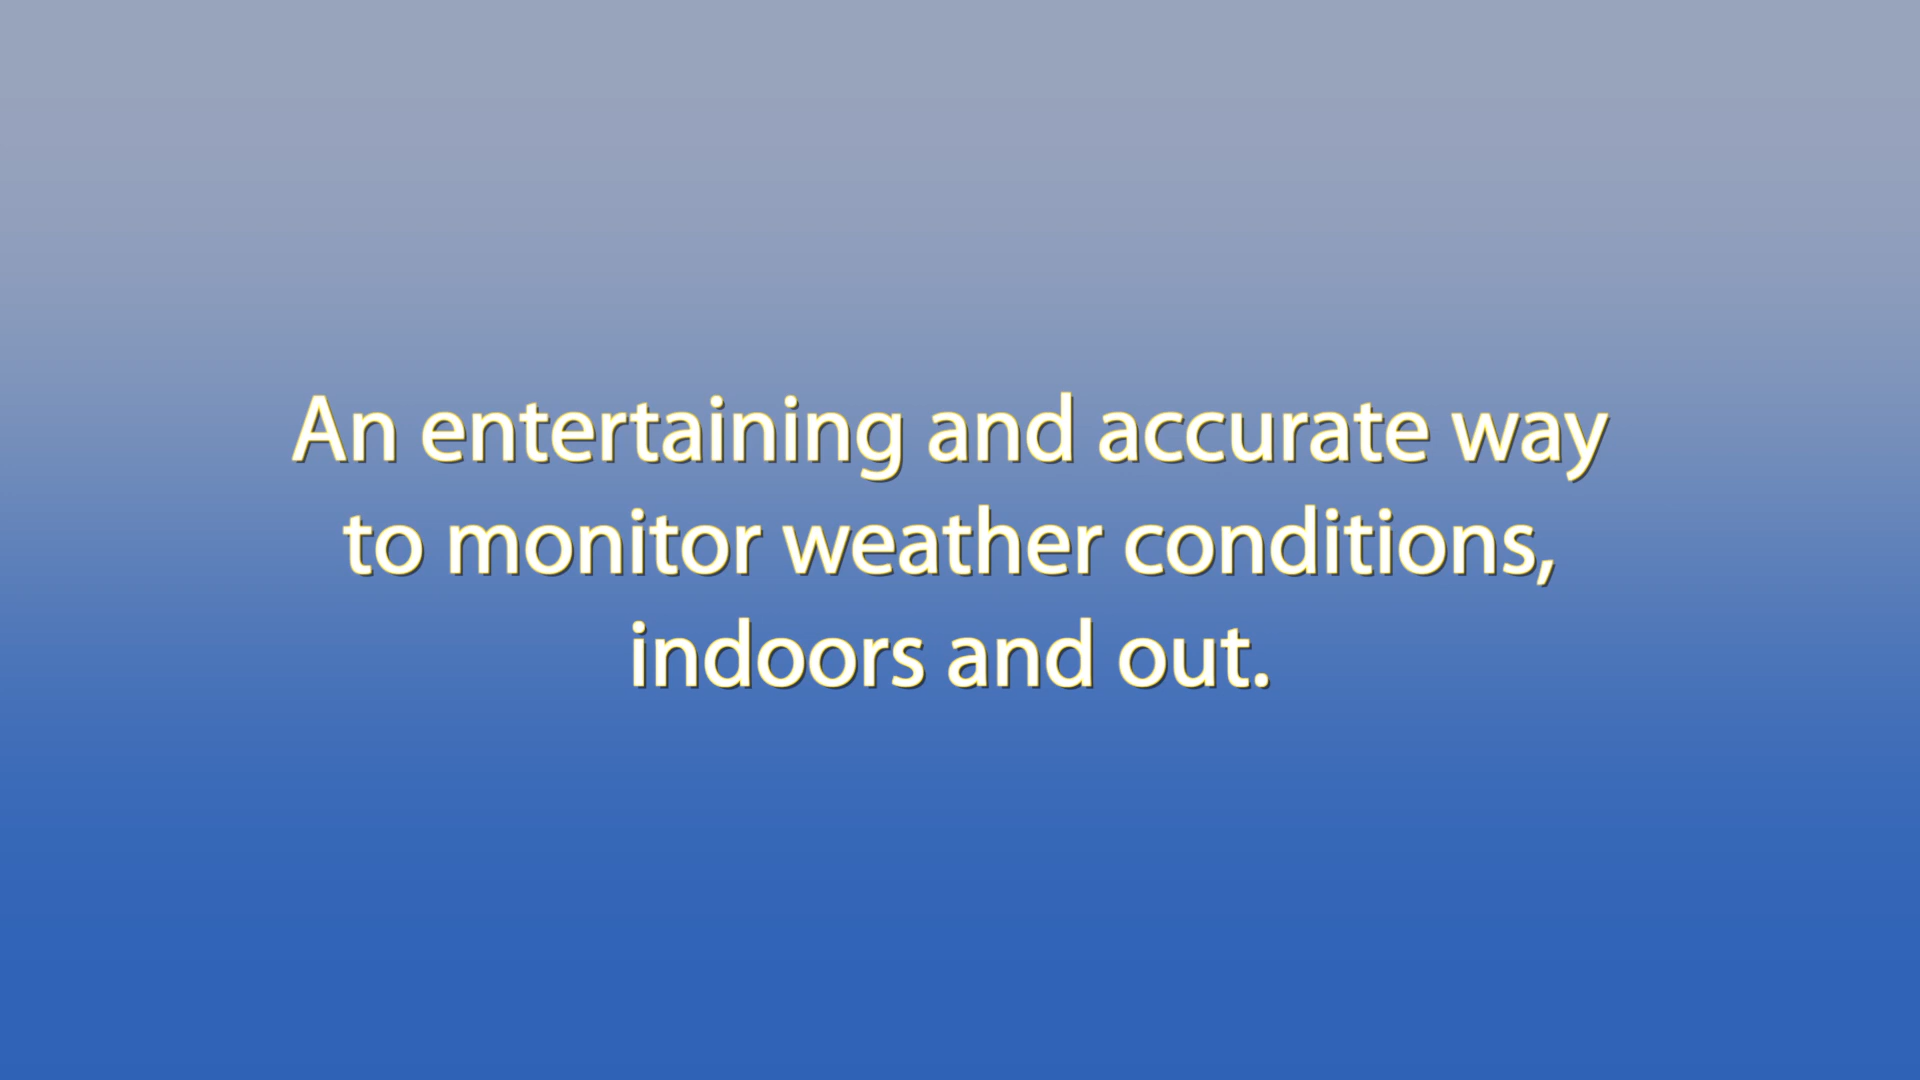 An entertaining and accurate way
to monitor weather conditions,
indoors and out.